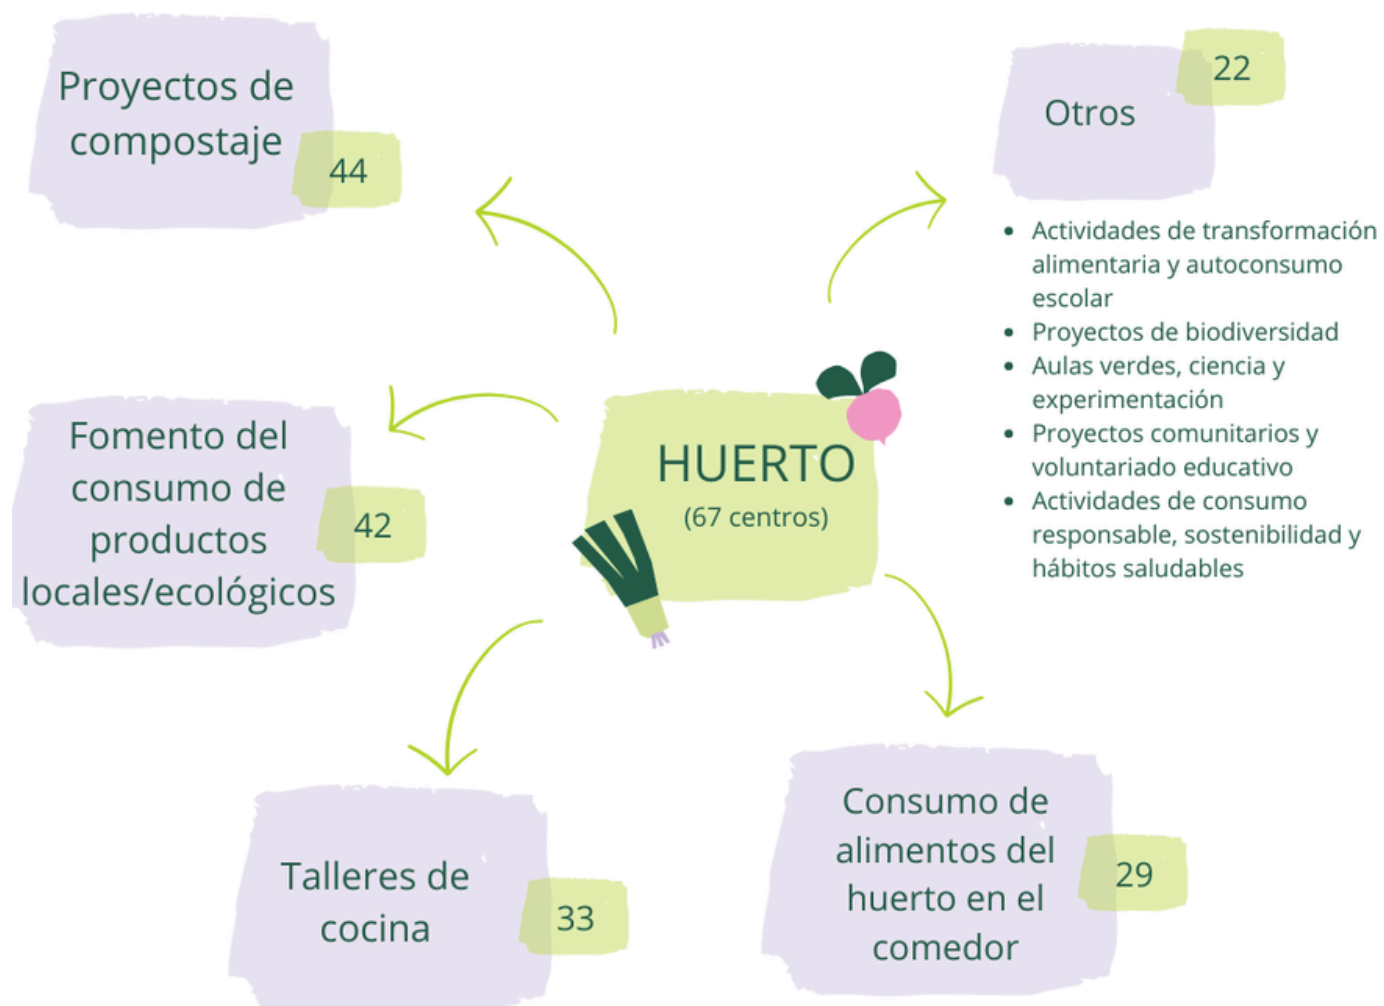 Proyectos de
compostaje
44
Otros
22
Actividades de transformación
alimentaria y autoconsumo
escolar
Proyectos de biodiversidad
Aulas verdes, ciencia y
experimentación
Proyectos comunitarios y
voluntariado educativo
Actividades de consumo
responsable, sostenibilidad y
hábitos saludables
Fomento del
consumo de
productos
locales/ecológicos
42
HUERTO
(67 centros)
Talleres de
cocina
33
Consumo de
alimentos del
huerto en el
comedor
29